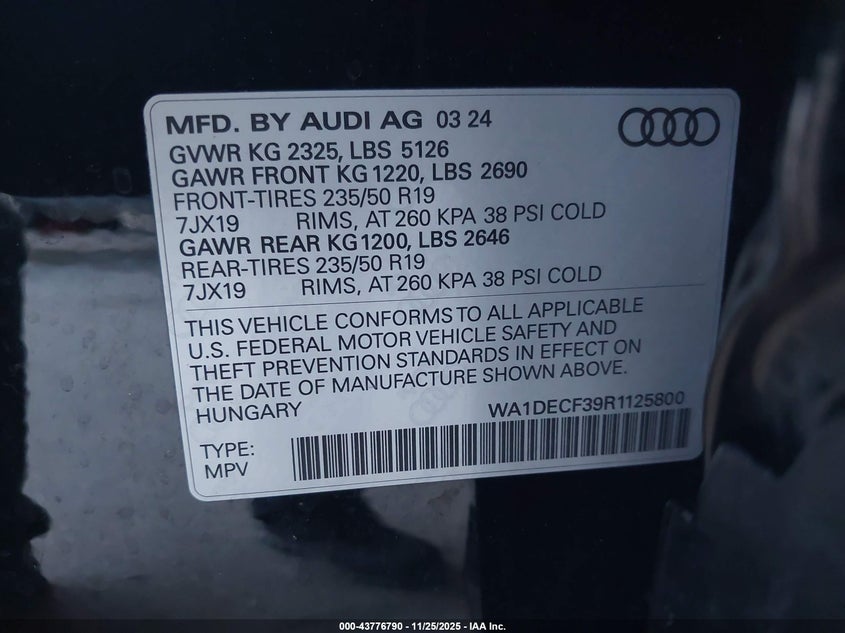 MFD. BY AUDI AG 03 24
GVWR KG 2325, LBS 5126
GAWR FRONT KG 1220, LBS 2690
FRONT-TIRES 235/50 R19
7JX19 RIMS, AT 260 KPA 38 PSI COLD
GAWR REAR KG1200, LBS 2646
REAR-TIRES 235/50 R19
7JX19 RIMS, AT 260 KPA 38 PSI COLD
THIS VEHICLE CONFORMS TO ALL APPLICABLE
U.S. FEDERAL MOTOR VEHICLE SAFETY AND
THEFT PREVENTION STANDARDS IN EFFECT ON
THE DATE OF MANUFACTURE SHOWN ABOVE.
HUNGARY WA1DECF39R1125800
TYPE:
MPV
000-43776790 - 11/25/2025 - IAA Inc.